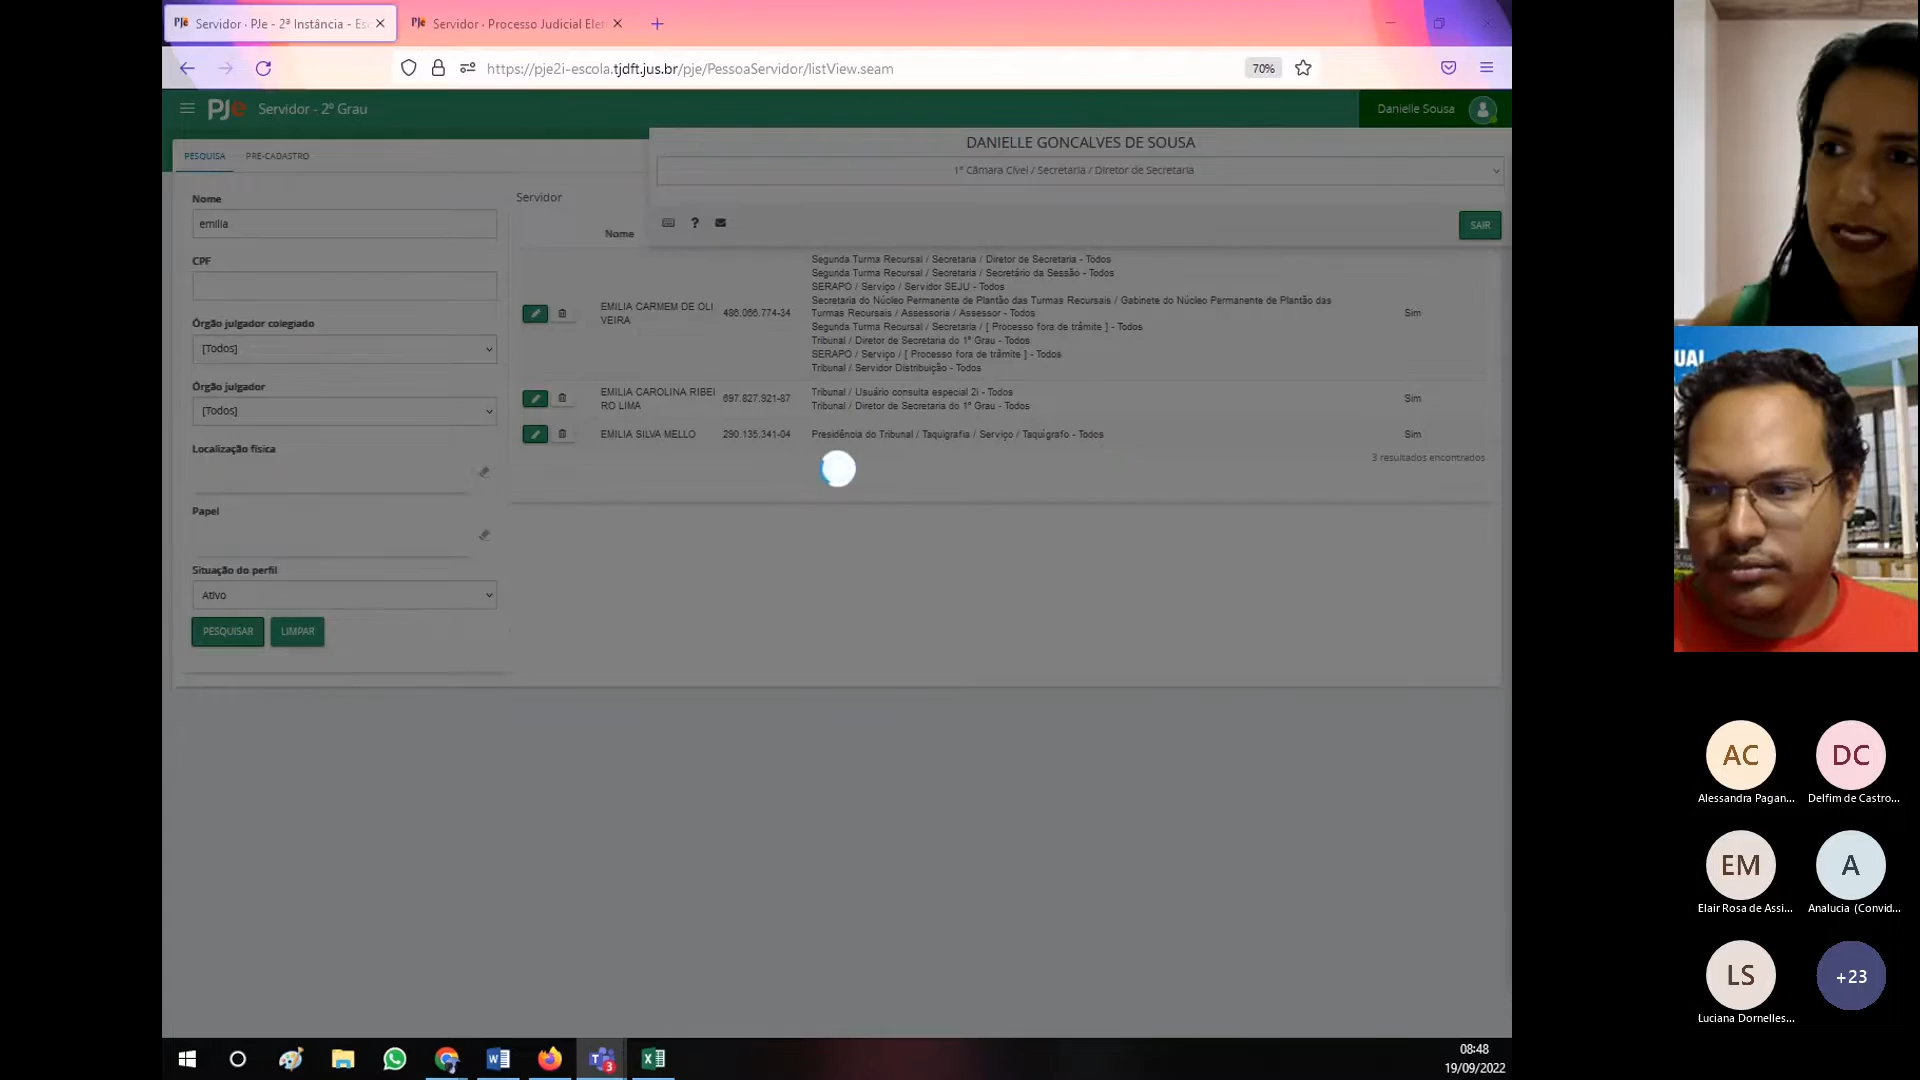 Servidor · PJe - 2ª Instância - Es
Servidor · Processo Judicial Elet
https://pje2i-escola.tjdft.jus.br/pje/PessoaServidor/listView.seam
70%
PJe
Servidor - 2º Grau
Danielle Sousa
PESQUISA
PRE-CADASTRO
DANIELLE GONCALVES DE SOUSA
1ª Câmara Cível / Secretaria / Diretor de Secretaria
SAIR
Nome
emilia
CPF
Órgão julgador colegiado
[Todos]
Órgão julgador
[Todos]
Localização física
Papel
Situação do perfil
Ativo
PESQUISAR
LIMPAR
Servidor
Nome
EMILIA CARMEM DE OLI
VEIRA
486.066.774-34
Segunda Turma Recursal / Secretaria / Diretor de Secretaria - Todos
Segunda Turma Recursal / Secretaria / Secretário da Sessão - Todos
SERAPO / Serviço / Servidor SEJU - Todos
Secretaria do Núcleo Permanente de Plantão das Turmas Recursais / Gabinete do Núcleo Permanente de Plantão das
Turmas Recursais / Assessoria / Assessor - Todos
Segunda Turma Recursal / Secretaria / [ Processo fora de trâmite ] - Todos
Tribunal / Diretor de Secretaria do 1º Grau - Todos
SERAPO / Serviço / [ Processo fora de trâmite ] - Todos
Tribunal / Servidor Distribuição - Todos
Sim
EMILIA CAROLINA RIBEI
RO LIMA
697.827.921-87
Tribunal / Usuário consulta especial 2i - Todos
Tribunal / Diretor de Secretaria do 1º Grau - Todos
Sim
EMILIA SILVA MELLO
290.135.341-04
Presidência do Tribunal / Taquigrafia / Serviço / Taquígrafo - Todos
Sim
3 resultados encontrados
UAL
AC
Alessandra Pagan...
DC
Delfim de Castro...
EM
Elair Rosa de Assi...
A
Analucia (Convid...
LS
Luciana Dornelles...
+23
3
08:48
19/09/2022